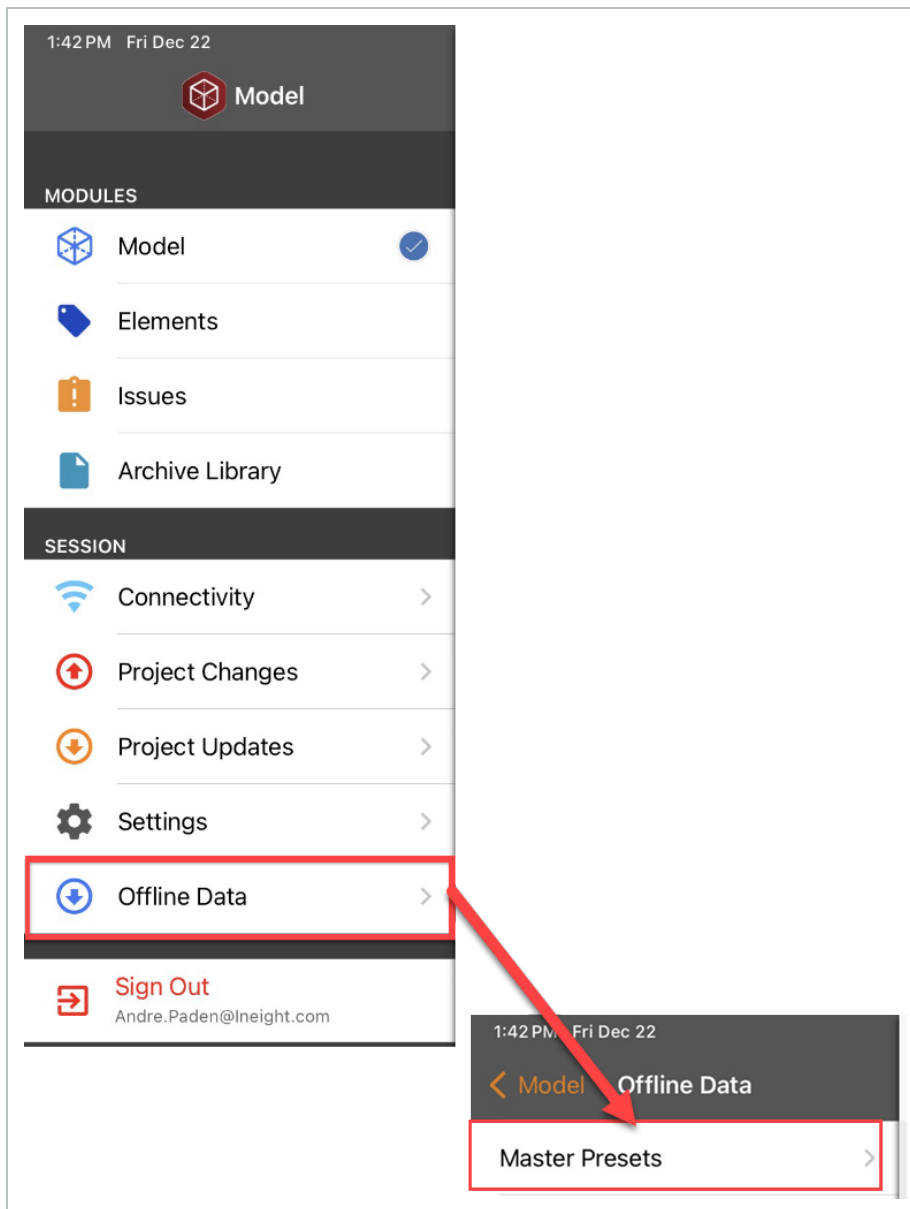 1:42 PM Fri Dec 22
Model
MODULES
Model
Elements
Issues
Archive Library
SESSION
Connectivity
Project Changes
Project Updates
Settings
Offline Data
Sign Out
Andre.Paden@Ineight.com
1:42 PM Fri Dec 22
Model Offline Data
Master Presets